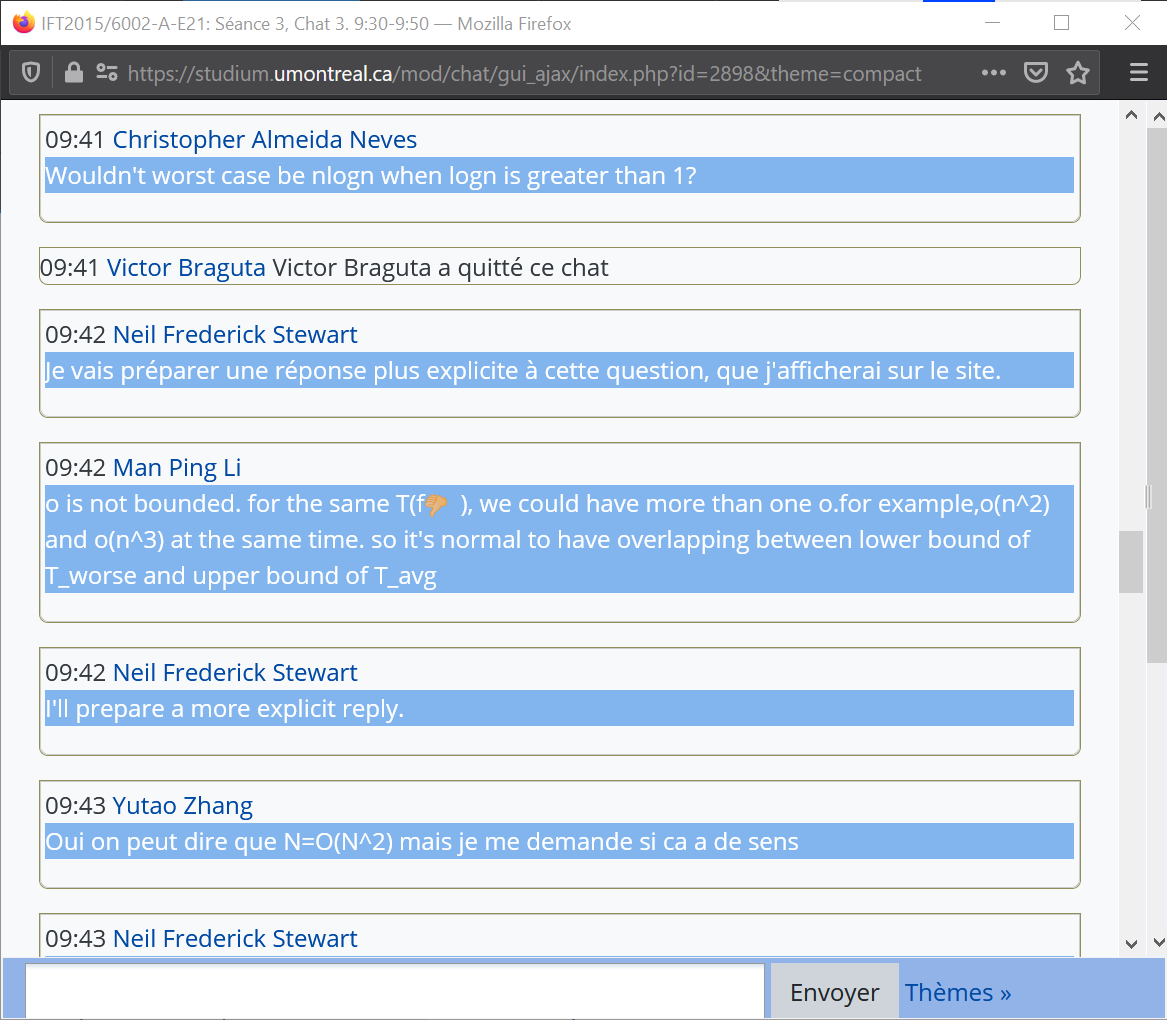 IFT2015/6002-A-E21: Séance 3, Chat 3. 9:30-9:50 — Mozilla Firefox
https://studium.umontreal.ca/mod/chat/gui_ajax/index.php?id=2898&theme=compact
09:41 Christopher Almeida Neves
Wouldn't worst case be nlogn when logn is greater than 1?
09:41 Victor Braguta Victor Braguta a quitté ce chat
09:42 Neil Frederick Stewart
Je vais préparer une réponse plus explicite à cette question, que j'afficherai sur le site.
09:42 Man Ping Li
o is not bounded. for the same T(f👎 ), we could have more than one o.for example,o(n^2)
and o(n^3) at the same time. so it's normal to have overlapping between lower bound of
T_worse and upper bound of T_avg
09:42 Neil Frederick Stewart
I'll prepare a more explicit reply.
09:43 Yutao Zhang
Oui on peut dire que N=O(N^2) mais je me demande si ca a de sens
09:43 Neil Frederick Stewart
Envoyer Thèmes »